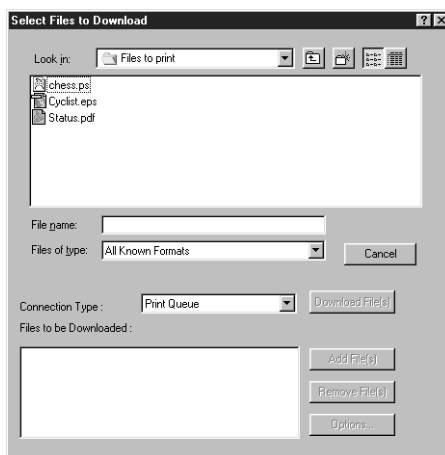 Select Files to Download
Look in: Files to print
chess.ps
Cyclist.eps
Status.pdf
File name:
Files of type: All Known Formats
Cancel
Connection Type : Print Queue
Download File(s)
Files to be Downloaded :
Add File(s)
Remove File(s)
Options...